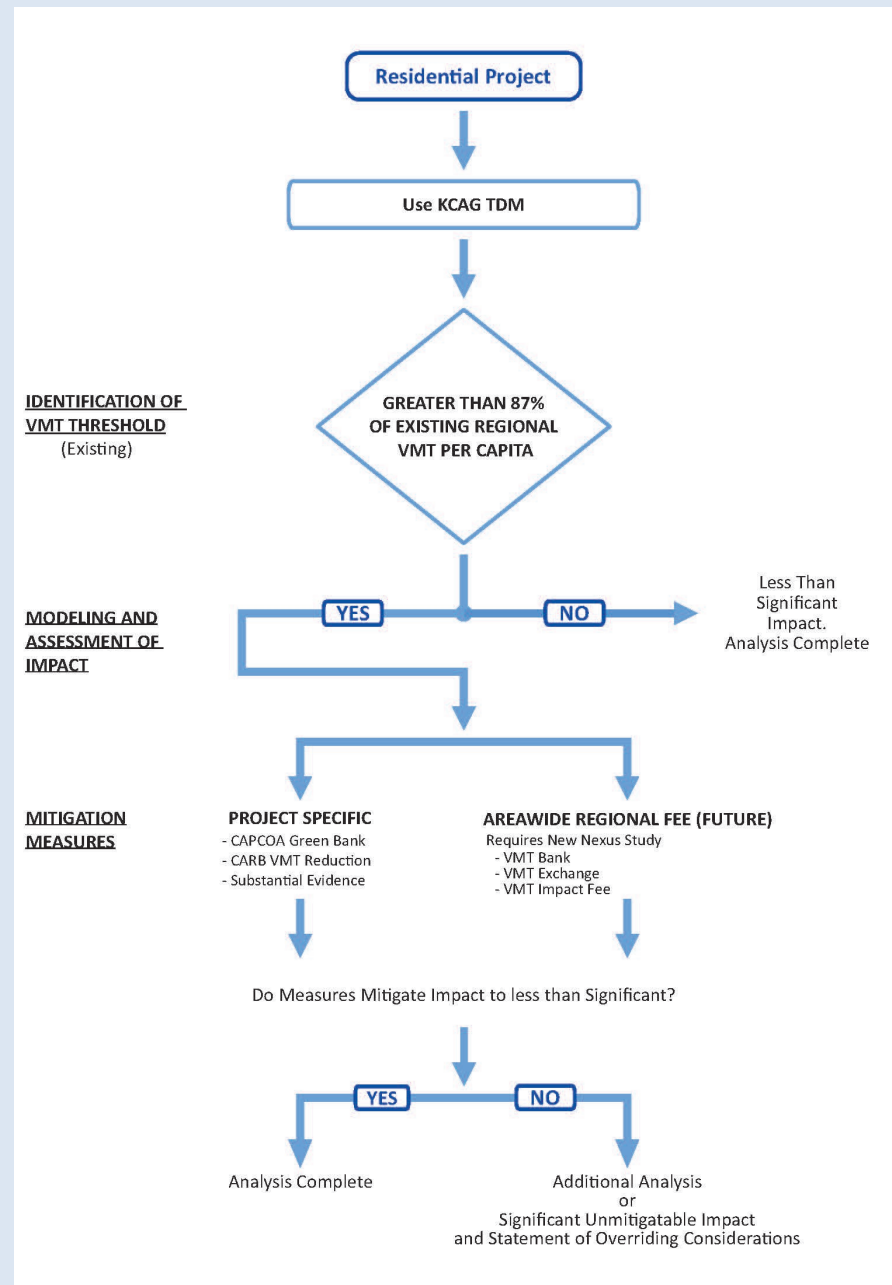 Residential Project
Use KCAG TDM
IDENTIFICATION OF
VMT THRESHOLD
(Existing)
GREATER THAN 87%
OF EXISTING REGIONAL
VMT PER CAPITA
MODELING AND
ASSESSMENT OF
IMPACT
YES
NO
Less Than
Significant
Impact.
Analysis Complete
MITIGATION
MEASURES
PROJECT SPECIFIC
- CAPCOA Green Bank
- CARB VMT Reduction
- Substantial Evidence
AREAWIDE REGIONAL FEE (FUTURE)
Requires New Nexus Study
- VMT Bank
- VMT Exchange
- VMT Impact Fee
Do Measures Mitigate Impact to less than Significant?
YES
NO
Analysis Complete
Additional Analysis
or
Significant Unmitigatable Impact
and Statement of Overriding Considerations